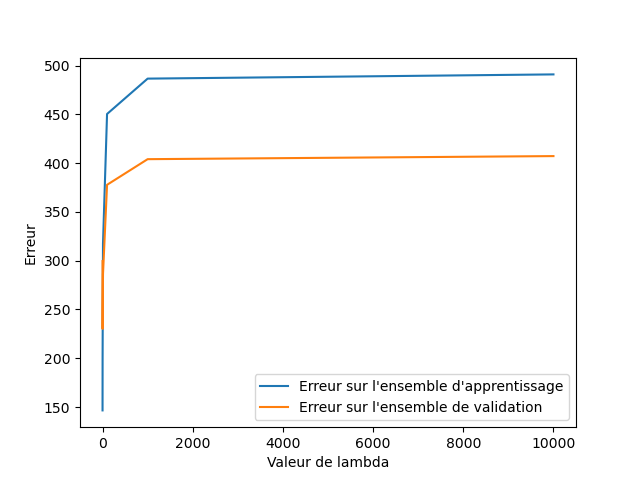 500
450
400
350
300
250
200
150
Erreur
Erreur sur l'ensemble d'apprentissage
Erreur sur l'ensemble de validation
0 2000 4000 6000 8000 10000
Valeur de lambda